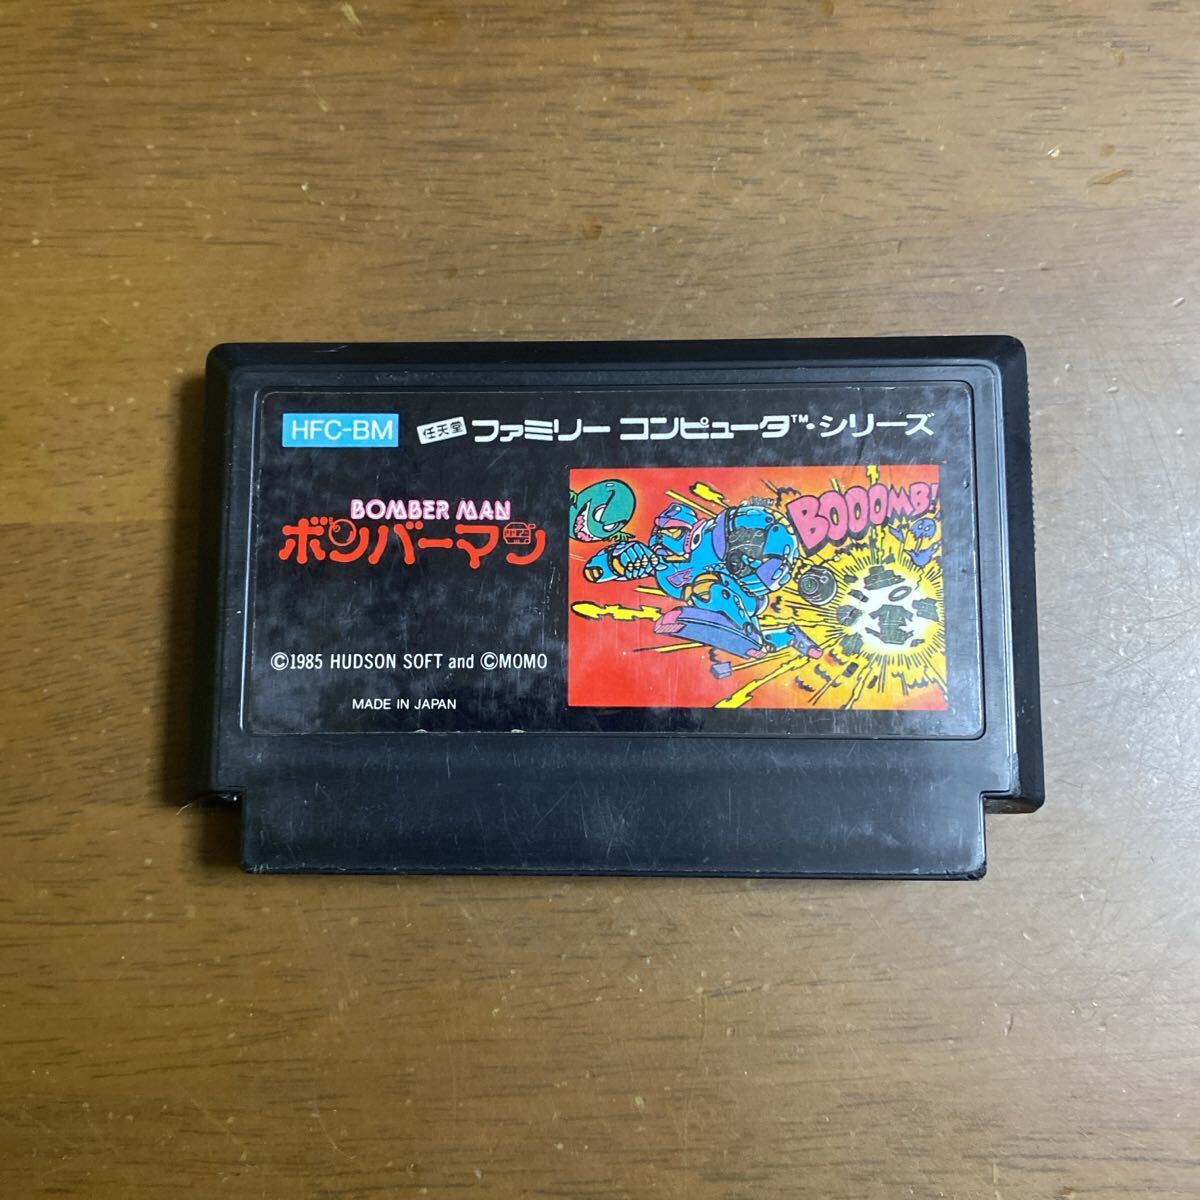 HFC-BM
任天堂 ファミリー コンピュータ™・シリーズ
BOMBER MAN
ボンバーマン
BOOOMB!
©1985 HUDSON SOFT and ©MOMO
MADE IN JAPAN